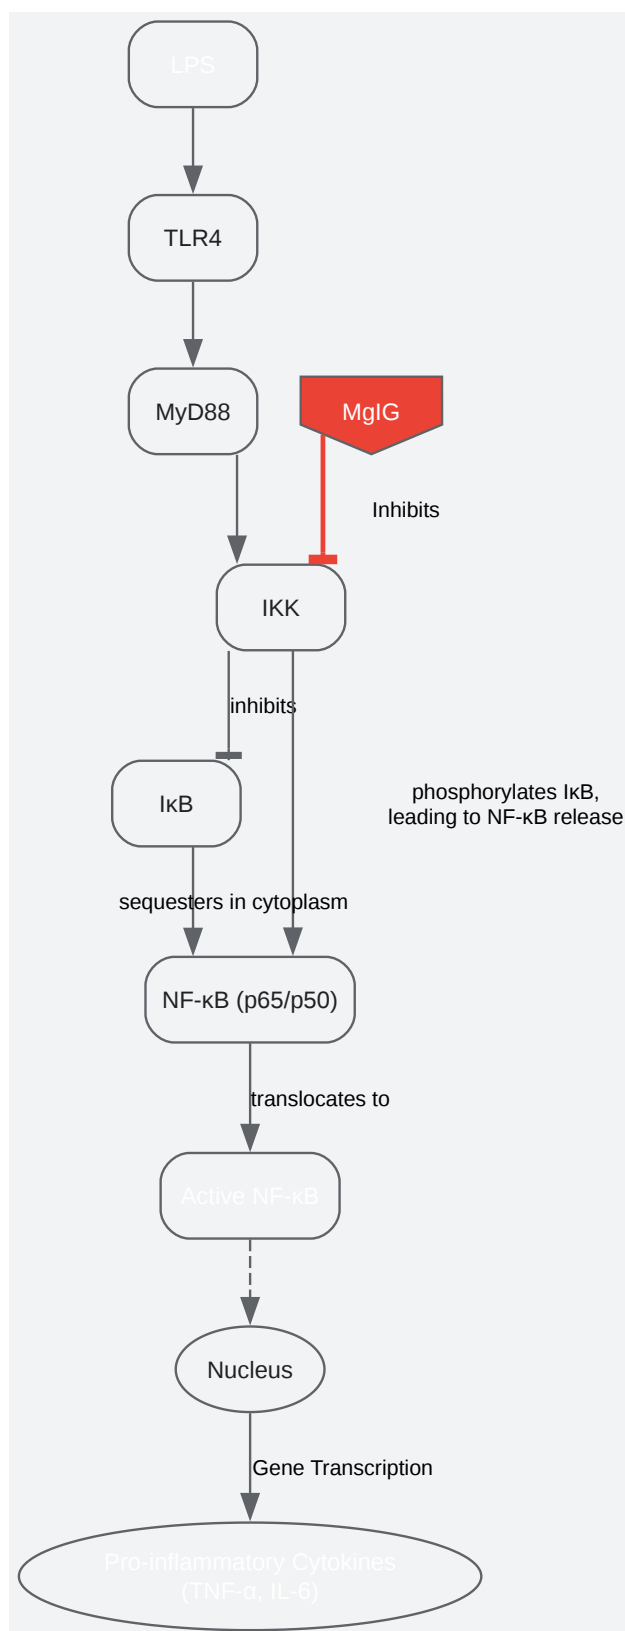 LPS
TLR4
MyD88
MgIG
Inhibits
IKK
inhibits
phosphorylates IκB,
leading to NF-κB release
IκB
sequesters in cytoplasm
NF-κB (p65/p50)
translocates to
Active NF-κB
Nucleus
Gene Transcription
Pro-inflammatory Cytokines
(TNF-α, IL-6)